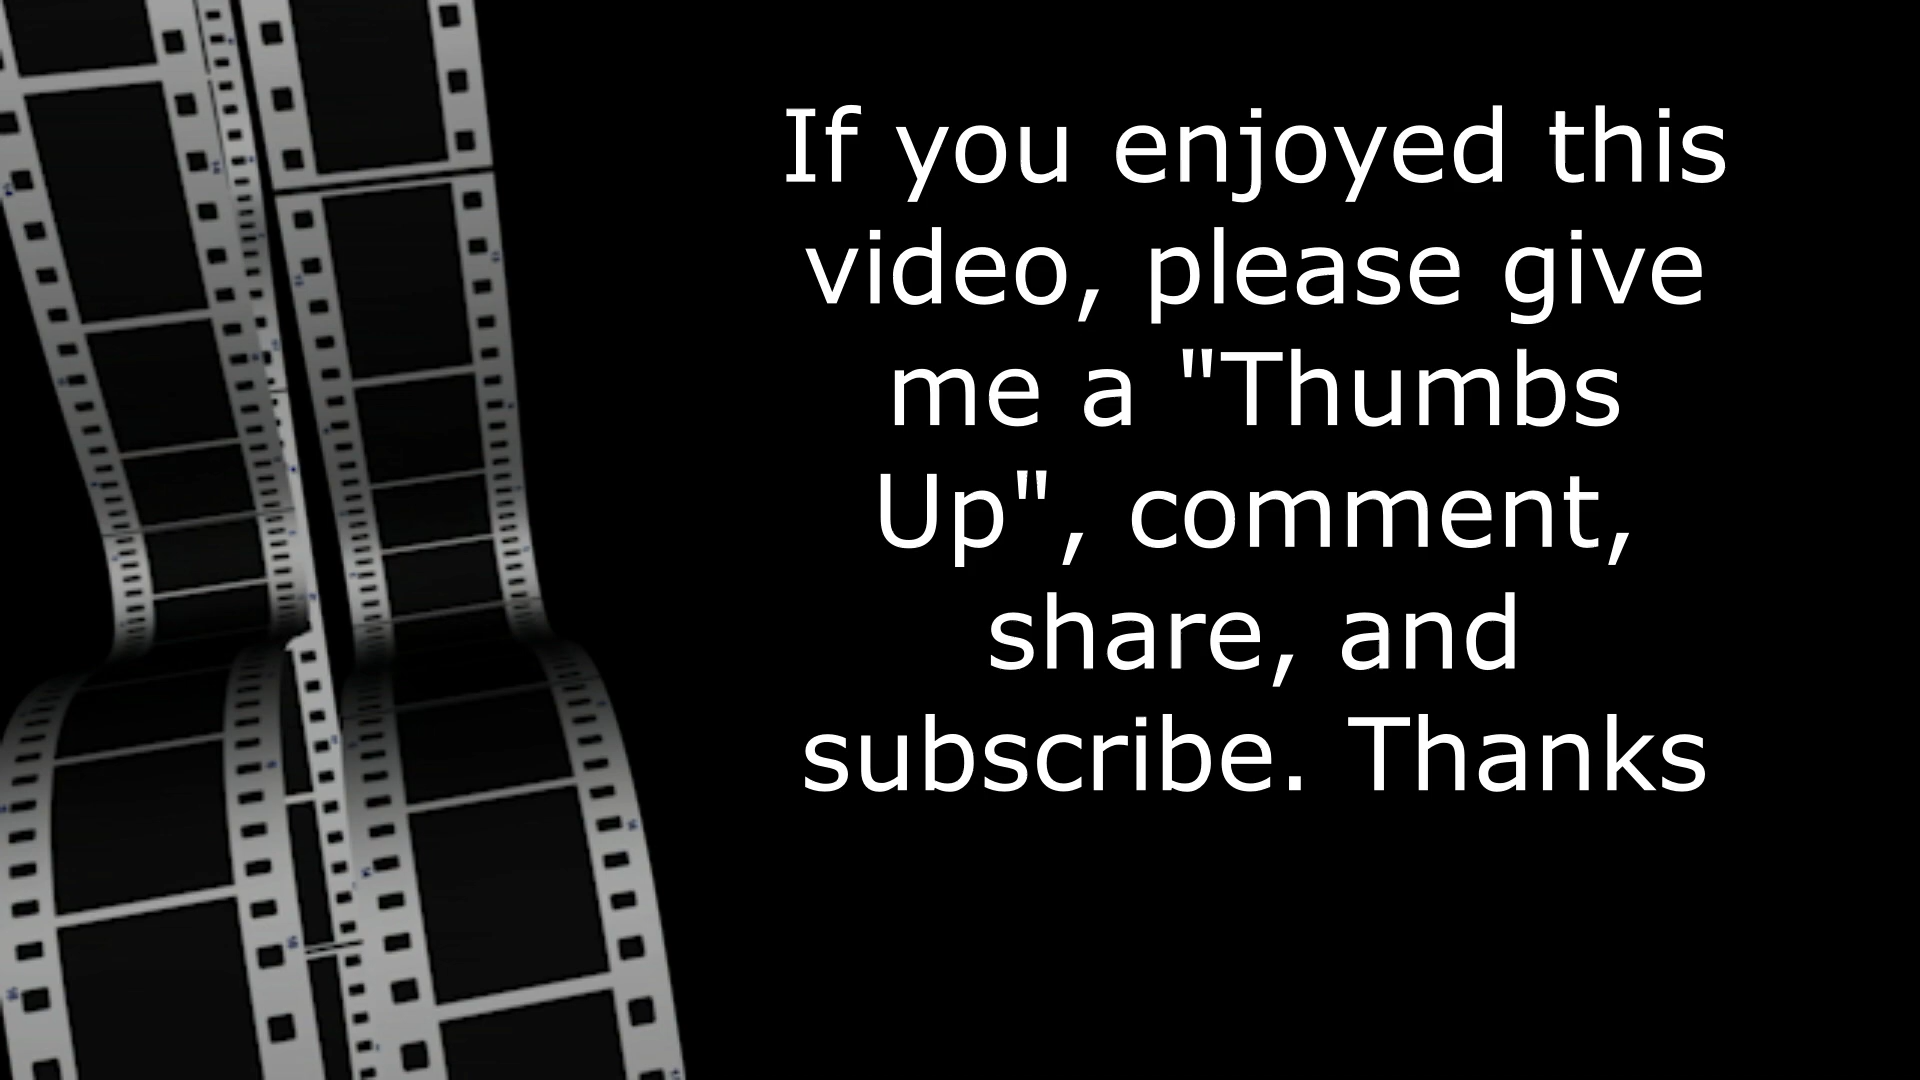 If you enjoyed this
video, please give
me a "Thumbs
Up", comment,
share, and
subscribe. Thanks